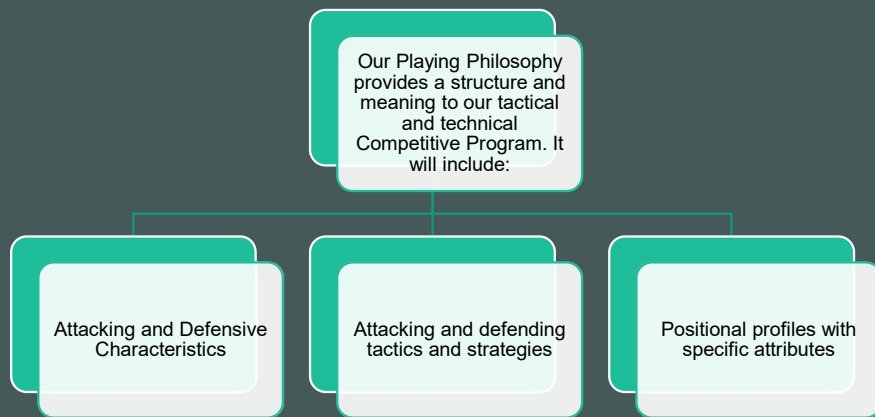 Our Playing Philosophy
provides a structure and
meaning to our tactical
and technical
Competitive Program. It
will include:
Attacking and Defensive
Characteristics
Attacking and defending
tactics and strategies
Positional profiles with
specific attributes